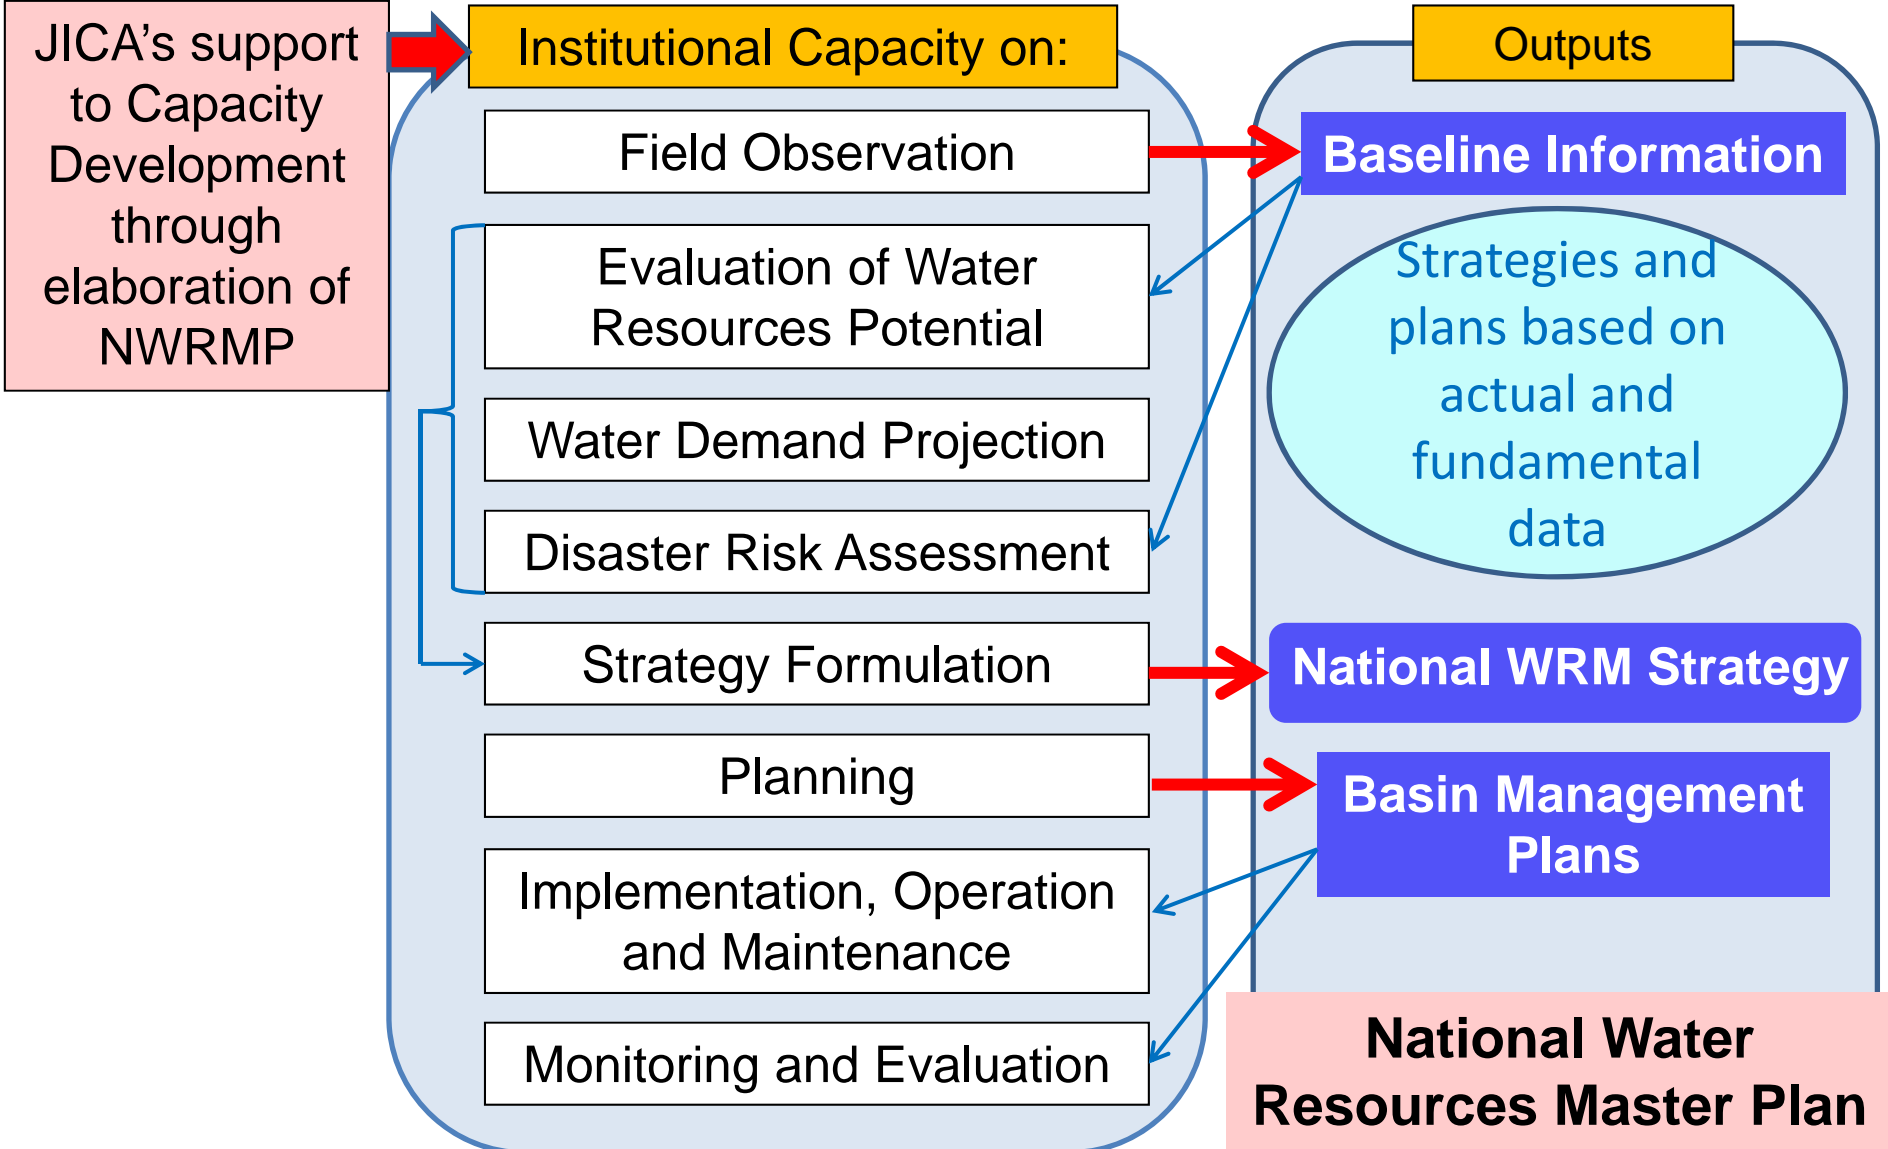 JICA’s support
to Capacity
Development
through
elaboration of
NWRMP
Institutional Capacity on:
Field Observation
Evaluation of Water
Resources Potential
Water Demand Projection
Disaster Risk Assessment
Strategy Formulation
Planning
Implementation, Operation
and Maintenance
Monitoring and Evaluation
Outputs
Baseline Information
Strategies and
plans based on
actual and
fundamental
data
National WRM Strategy
Basin Management
Plans
National Water
Resources Master Plan